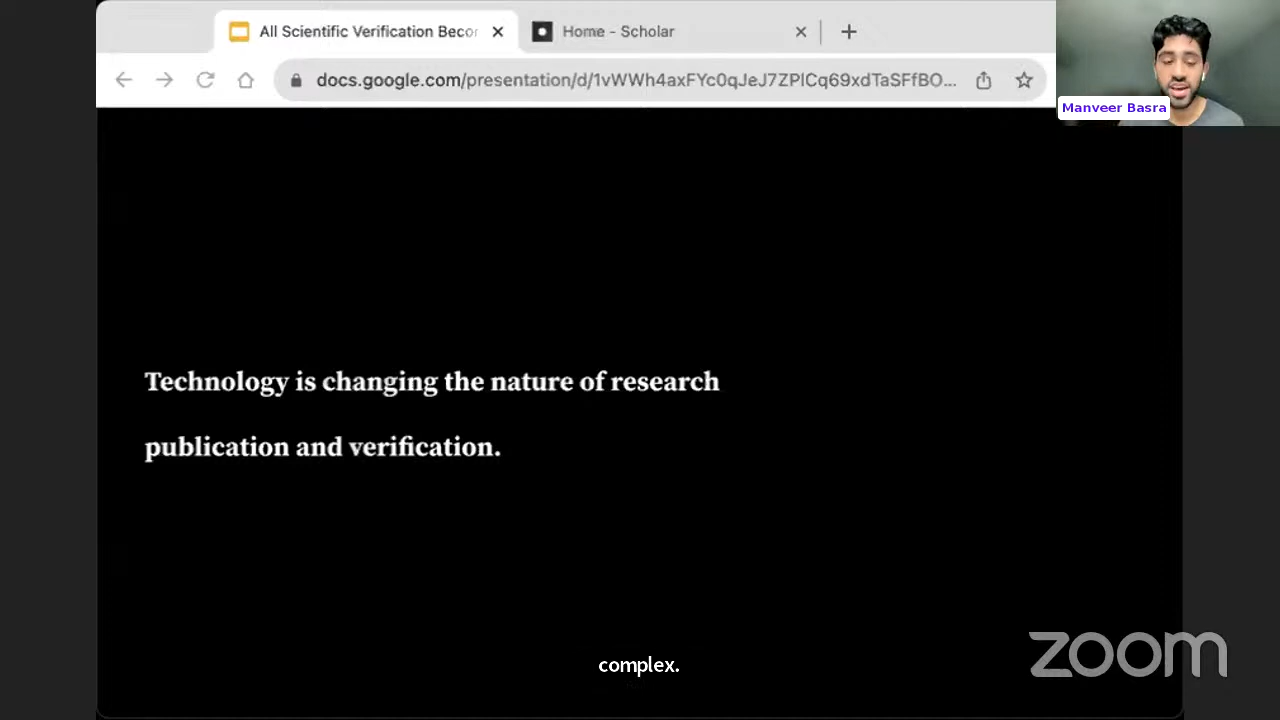 All Scientific Verification Becor
Home - Scholar
docs.google.com/presentation/d/1vWWh4axFYc0qJeJ7ZPlCq69xdTaSFfBO...
Manveer Basra
Technology is changing the nature of research
publication and verification.
complex.
zoom